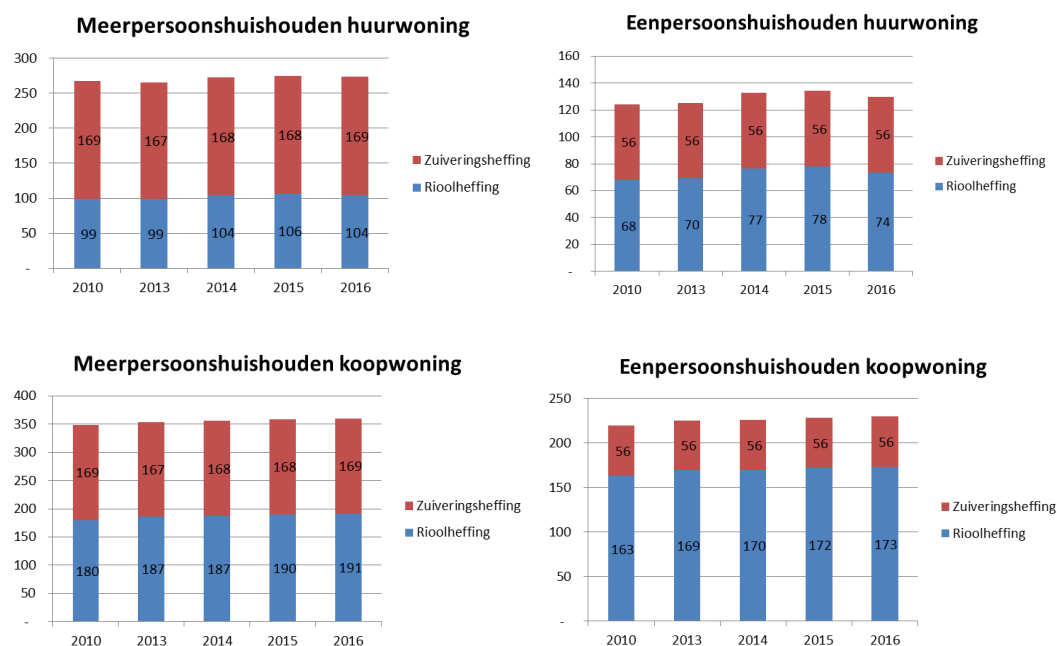 Meerpersoonshuishouden huurwoning
300
250
200
150
100
50
-
169 167 168 168 169
99 99 104 106 104
2010 2013 2014 2015 2016
Zuiveringsheffing
Rioolheffing
Eenpersoonshuishouden huurwoning
160
140
120
100
80
60
40
20
-
56 56 56 56 56
68 70 77 78 74
2010 2013 2014 2015 2016
Zuiveringsheffing
Rioolheffing
Meerpersoonshuishouden koopwoning
400
350
300
250
200
150
100
50
-
169 167 168 168 169
180 187 187 190 191
2010 2013 2014 2015 2016
Zuiveringsheffing
Rioolheffing
Eenpersoonshuishouden koopwoning
250
200
150
100
50
-
56 56 56 56 56
163 169 170 172 173
2010 2013 2014 2015 2016
Zuiveringsheffing
Rioolheffing